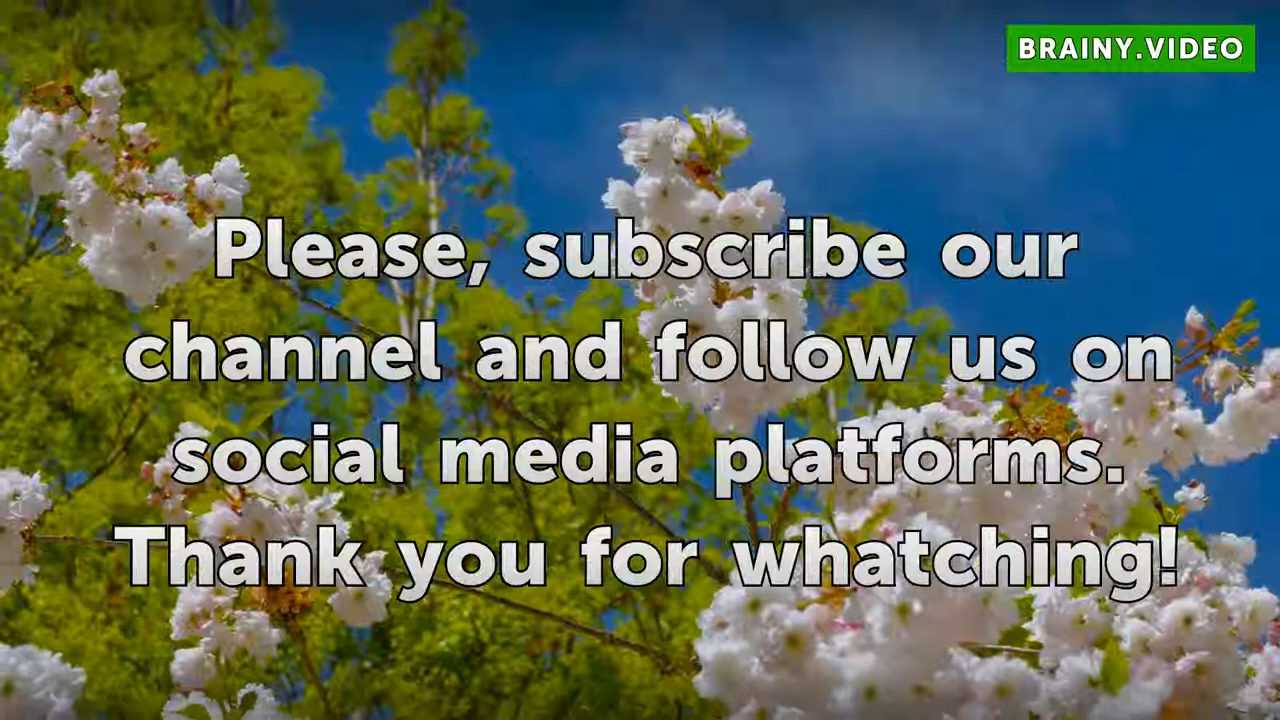 BRAINY.VIDEO
Please, subscribe our
channel and follow us on
social media platforms.
Thank you for whatching!